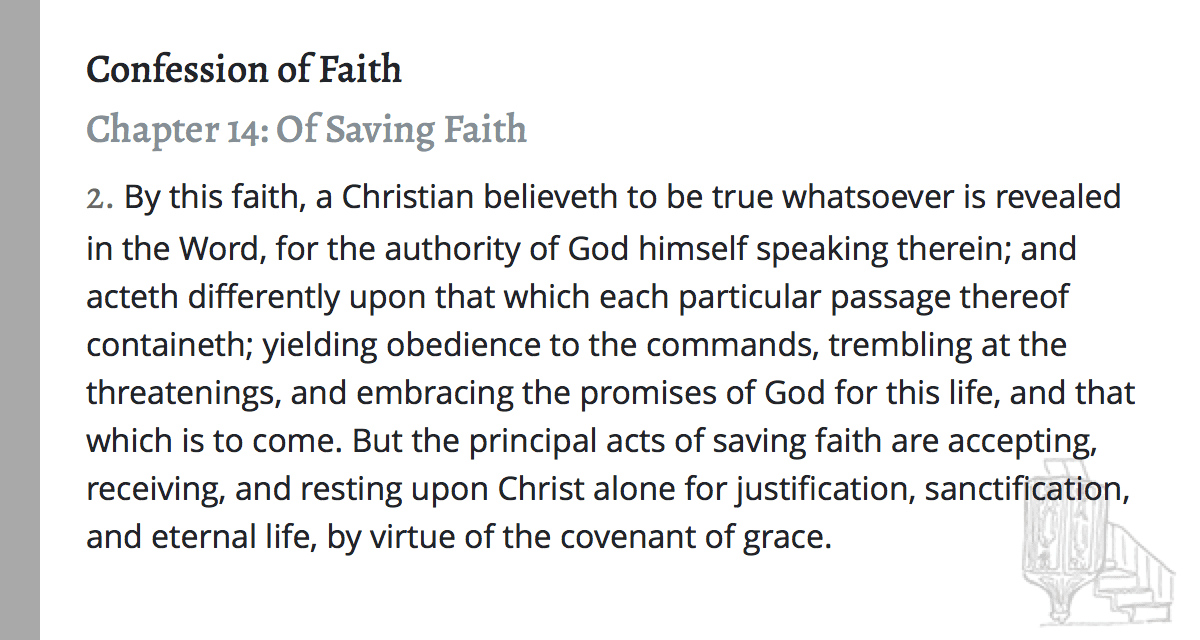 Confession of Faith
Chapter 14: Of Saving Faith
2. By this faith, a Christian believeth to be true whatsoever is revealed
in the Word, for the authority of God himself speaking therein; and
acteth differently upon that which each particular passage thereof
containeth; yielding obedience to the commands, trembling at the
threatenings, and embracing the promises of God for this life, and that
which is to come. But the principal acts of saving faith are accepting,
receiving, and resting upon Christ alone for justification, sanctification,
and eternal life, by virtue of the covenant of grace.